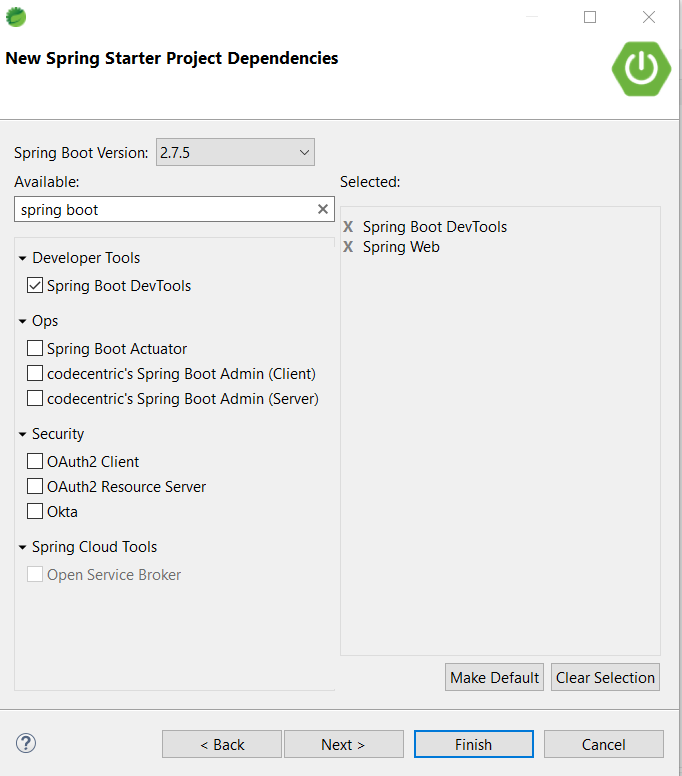 New Spring Starter Project Dependencies
Spring Boot Version: 2.7.5
Available:
Selected:
spring boot
Developer Tools
Spring Boot DevTools
Ops
Spring Boot Actuator
codecentric's Spring Boot Admin (Client)
codecentric's Spring Boot Admin (Server)
Security
OAuth2 Client
OAuth2 Resource Server
Okta
Spring Cloud Tools
Open Service Broker
X Spring Boot DevTools
X Spring Web
Make Default
Clear Selection
?
< Back
Next >
Finish
Cancel